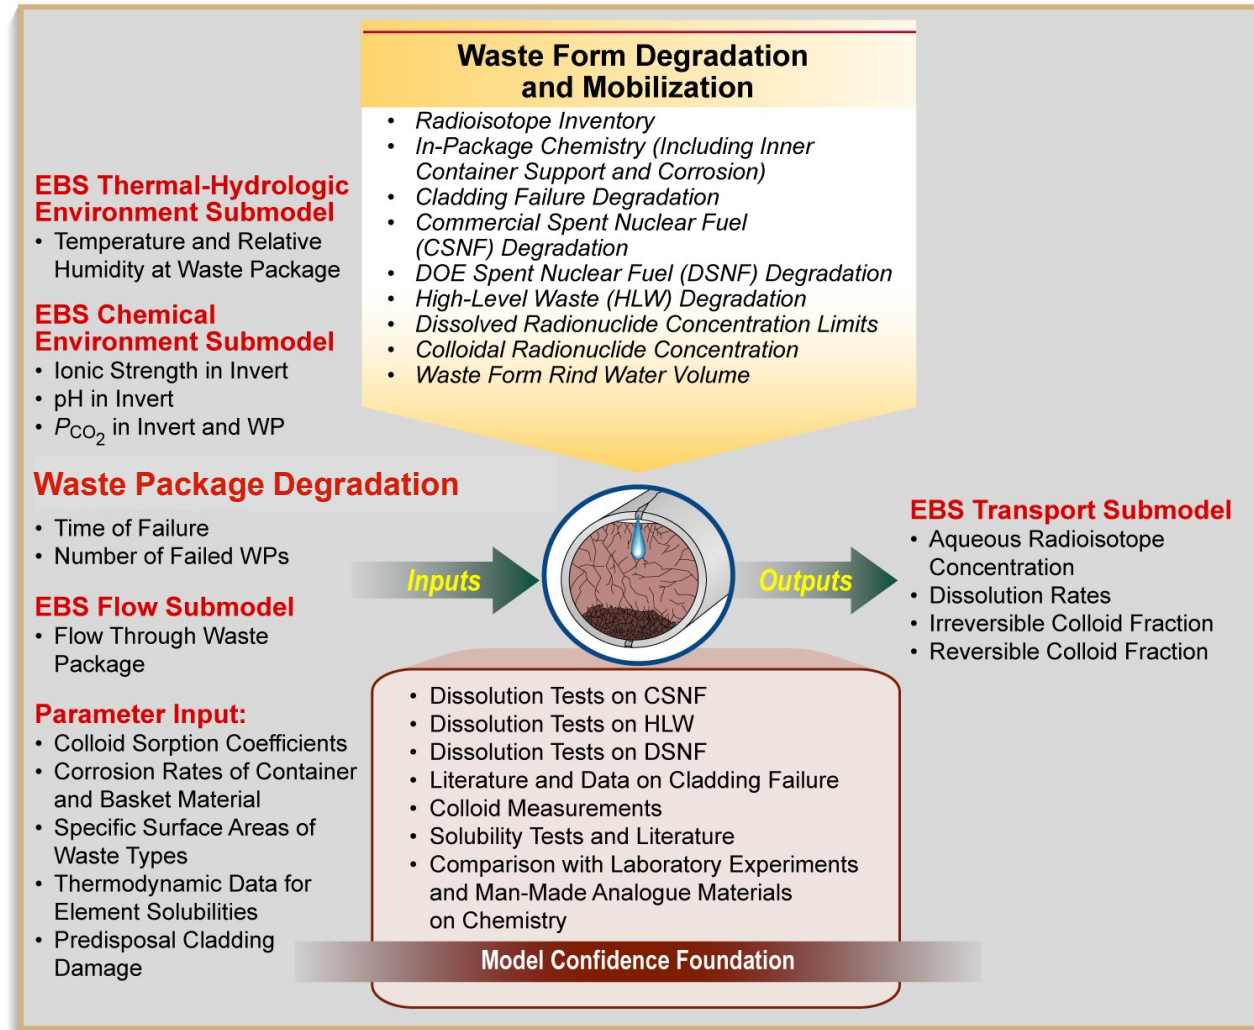 Waste Form Degradation
and Mobilization
• Radioisotope Inventory
• In-Package Chemistry (Including Inner
Container Support and Corrosion)
• Cladding Failure Degradation
• Commercial Spent Nuclear Fuel
(CSNF) Degradation
• DOE Spent Nuclear Fuel (DSNF) Degradation
• High-Level Waste (HLW) Degradation
• Dissolved Radionuclide Concentration Limits
• Colloidal Radionuclide Concentration
• Waste Form Rind Water Volume
EBS Thermal-Hydrologic
Environment Submodel
• Temperature and Relative
Humidity at Waste Package
EBS Chemical
Environment Submodel
• Ionic Strength in Invert
• pH in Invert
• PCO2 in Invert and WP
Waste Package Degradation
• Time of Failure
• Number of Failed WPs
EBS Flow Submodel
• Flow Through Waste
Package
Parameter Input:
• Colloid Sorption Coefficients
• Corrosion Rates of Container
and Basket Material
• Specific Surface Areas of
Waste Types
• Thermodynamic Data for
Element Solubilities
• Predisposal Cladding
Damage
Inputs
Outputs
EBS Transport Submodel
• Aqueous Radioisotope
Concentration
• Dissolution Rates
• Irreversible Colloid Fraction
• Reversible Colloid Fraction
• Dissolution Tests on CSNF
• Dissolution Tests on HLW
• Dissolution Tests on DSNF
• Literature and Data on Cladding Failure
• Colloid Measurements
• Solubility Tests and Literature
• Comparison with Laboratory Experiments
and Man-Made Analogue Materials
on Chemistry
Model Confidence Foundation